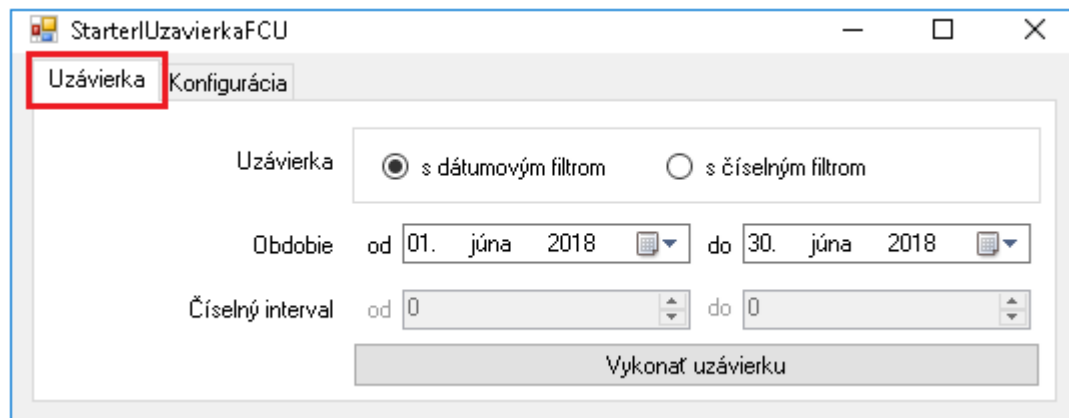 StarterIUzavierkaFCU
Uzávierka Konfigurácia
Uzávierka s dátumovým filtrom s číselným filtrom
Obdobie od 01. júna 2018 do 30. júna 2018
Číselný interval od 0 do 0
Vykonať uzávierku